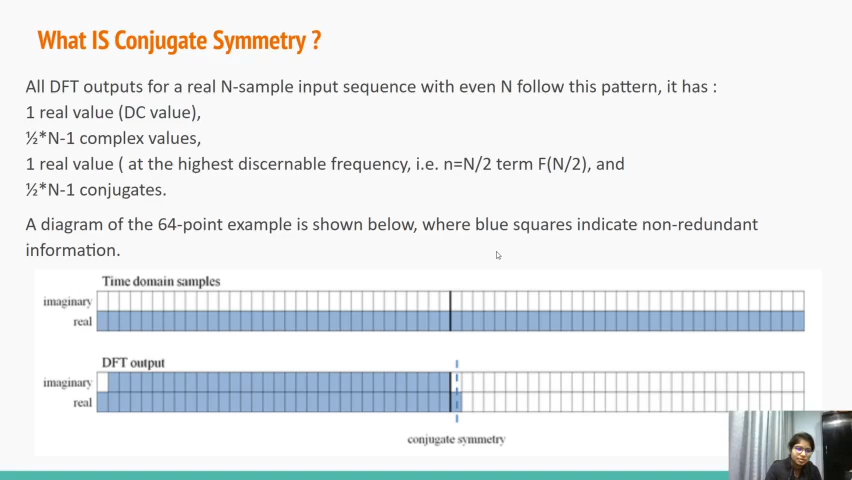 What IS Conjugate Symmetry ?
All DFT outputs for a real N-sample input sequence with even N follow this pattern, it has :
1 real value (DC value),
½*N-1 complex values,
1 real value ( at the highest discernable frequency, i.e. n=N/2 term F(N/2), and
½*N-1 conjugates.
A diagram of the 64-point example is shown below, where blue squares indicate non-redundant
information.
Time domain samples
imaginary
real
DFT output
imaginary
real
conjugate symmetry